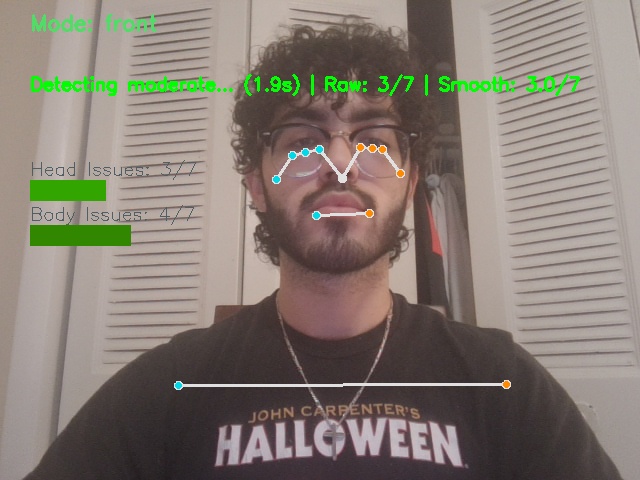 Mode: front
Detecting moderate... (1.9s) | Raw: 3/7 | Smooth: 3.0/7
Head Issues: 3/7
Body Issues: 4/7
JOHN CARPENTER'S
HALLOWEEN